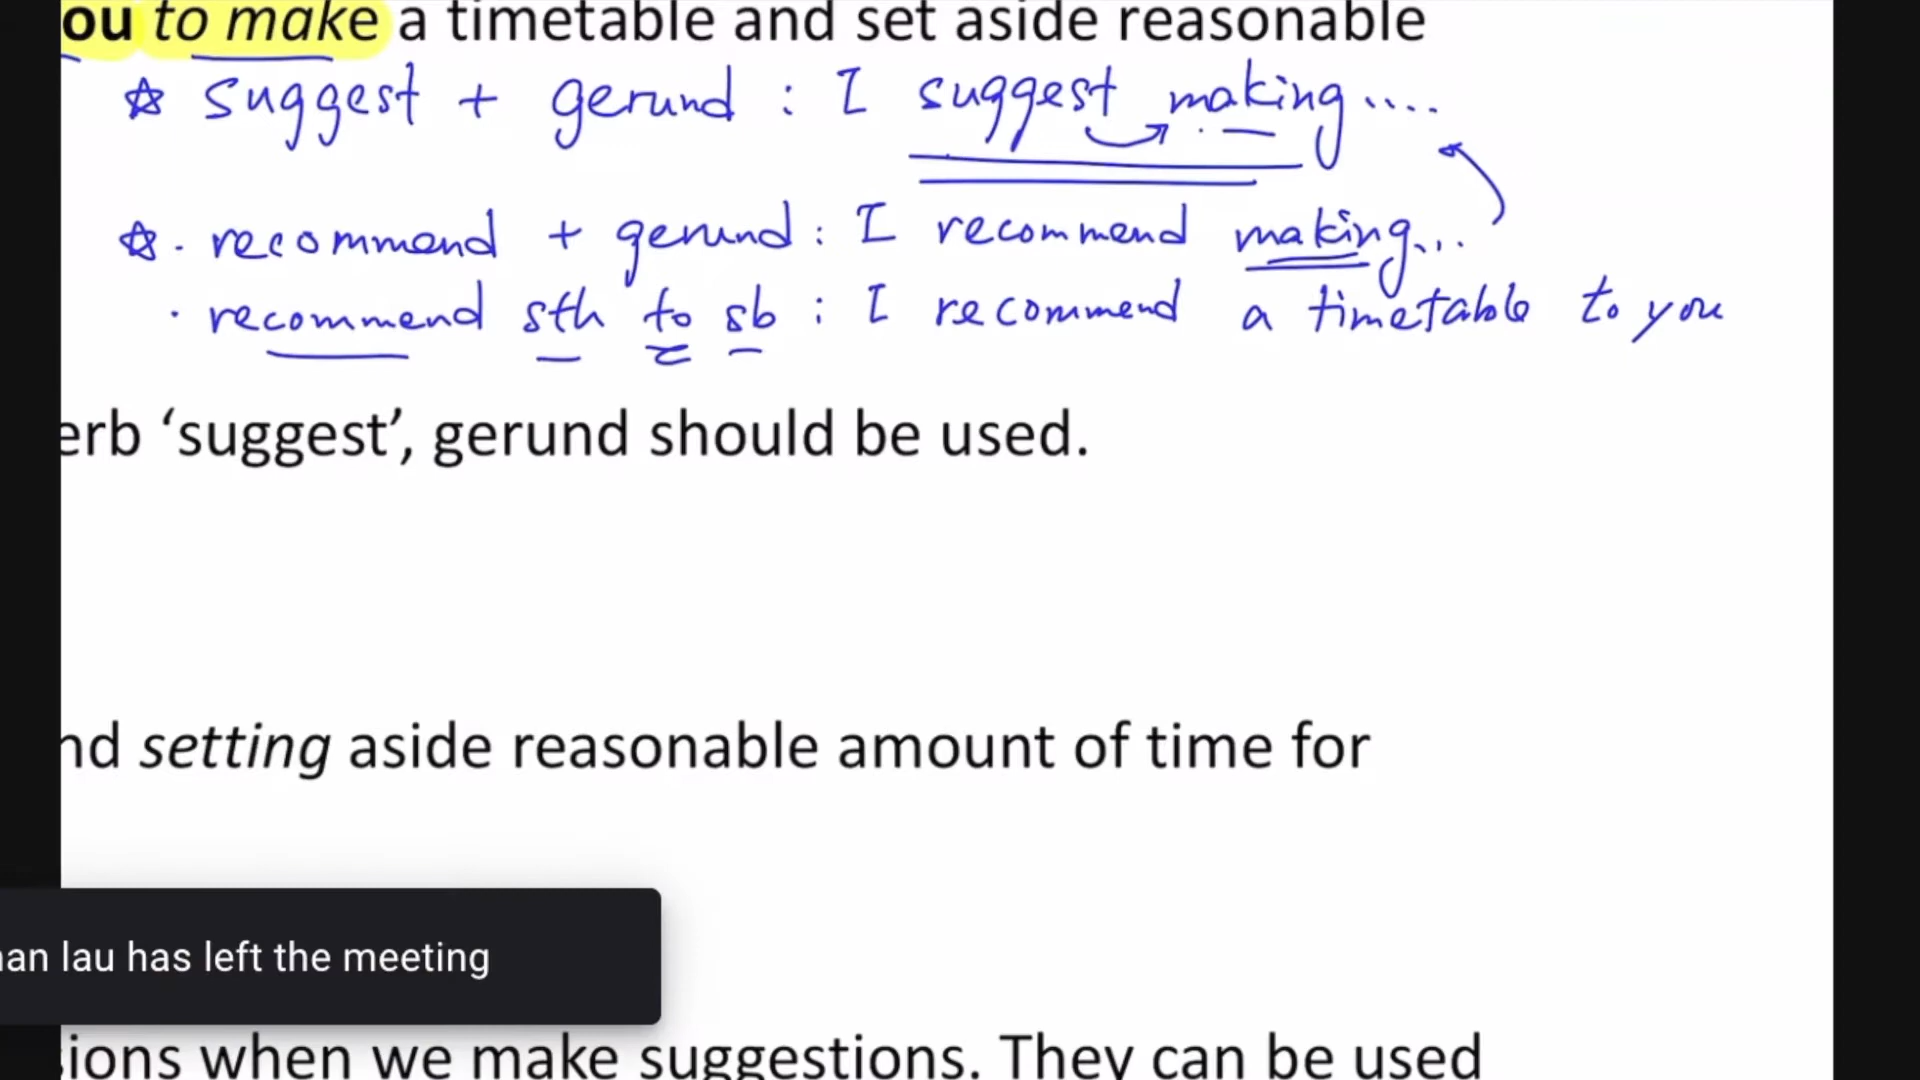 ou to make a timetable and set aside reasonable
☆ suggest + gerund : I suggest making....
☆ · recommend + gerund : I recommend making...
· recommend sth to sb : I recommend a timetable to you
erb ‘suggest’, gerund should be used.
nd setting aside reasonable amount of time for
an lau has left the meeting
sions when we make suggestions. They can be used